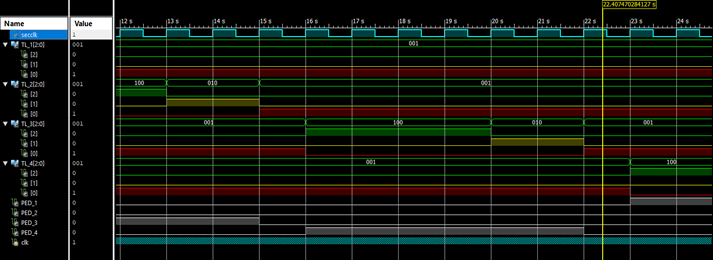 22.407470284127 s
Name Value 12 s 13 s 14 s 15 s 16 s 17 s 18 s 19 s 20 s 21 s 22 s 23 s 24 s
secclk 1
TL_1[2:0] 001 001
[2] 0
[1] 0
[0] 1
TL_2[2:0] 001 100 010 001
[2] 0
[1] 0
[0] 1
TL_3[2:0] 001 001 100 010 001
[2] 0
[1] 0
[0] 1
TL_4[2:0] 001 001 100
[2] 0
[1] 0
[0] 1
PED_1 0
PED_2 0
PED_3 0
PED_4 0
clk 1